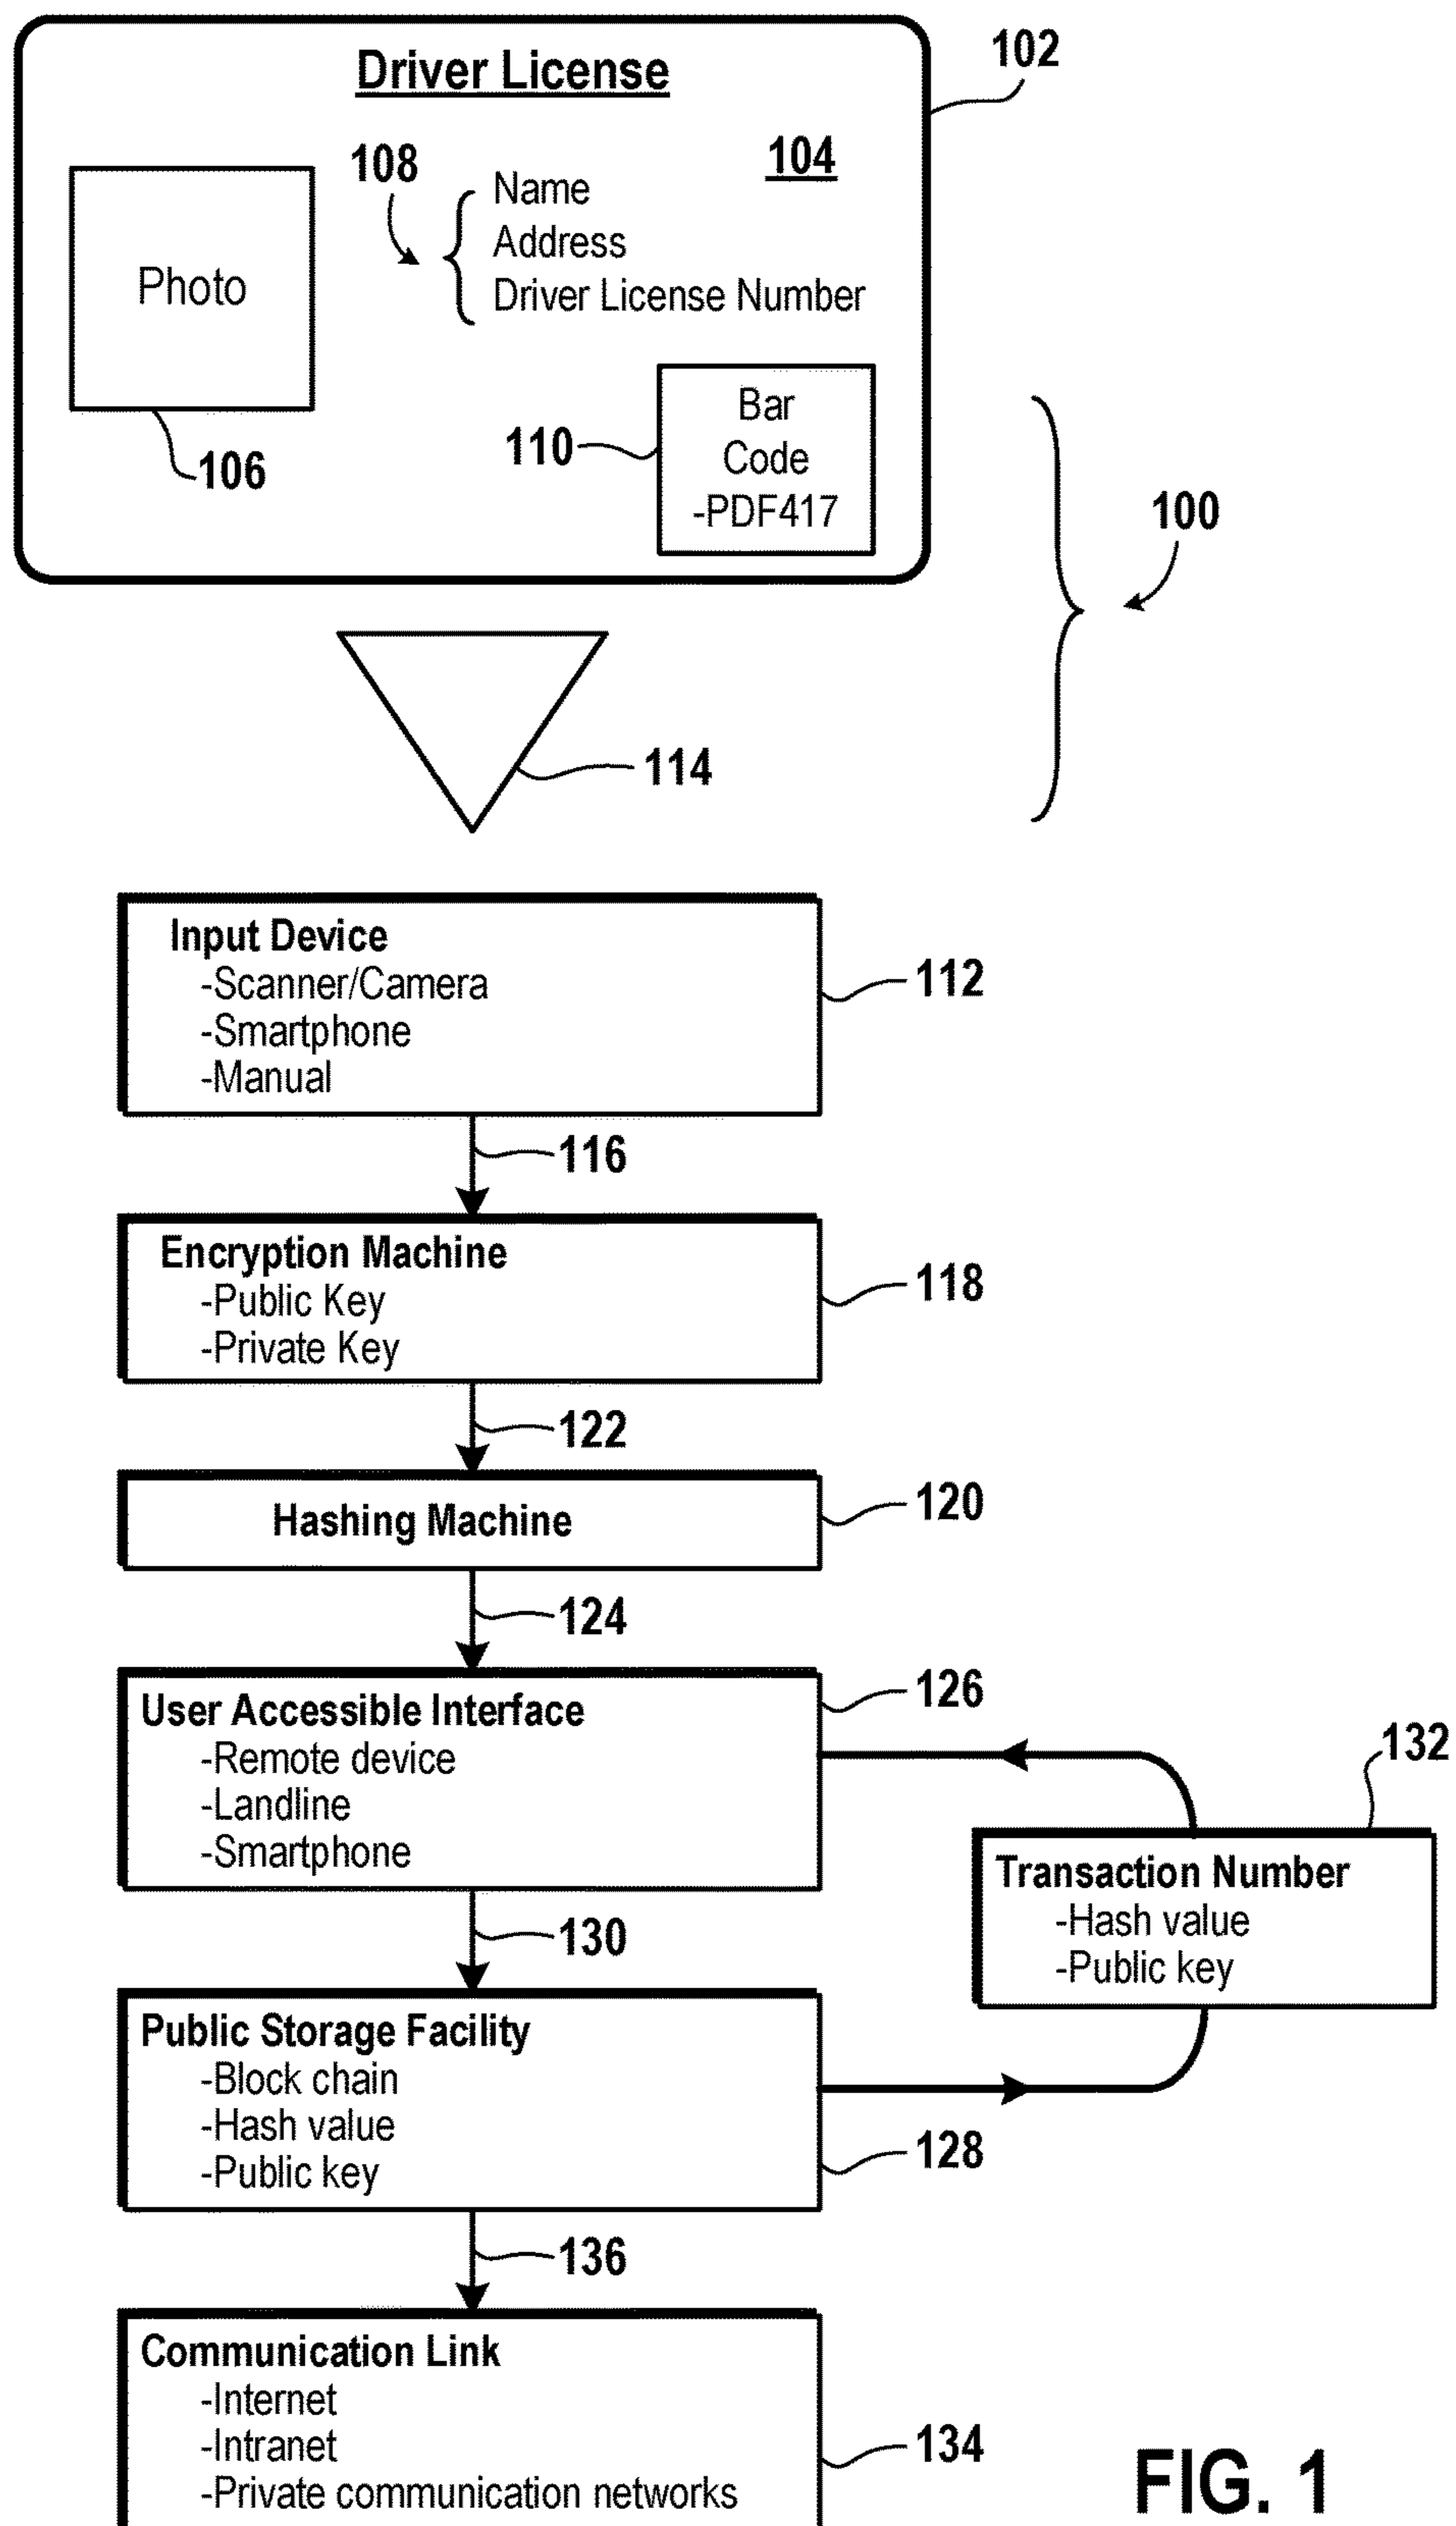 Driver License
102
104
108
Name
Address
Driver License Number
Photo
106
110
Bar
Code
-PDF417
100
114
Input Device
-Scanner/Camera
-Smartphone
-Manual
112
116
Encryption Machine
-Public Key
-Private Key
118
122
Hashing Machine
120
124
User Accessible Interface
-Remote device
-Landline
-Smartphone
126
132
Transaction Number
-Hash value
-Public key
130
Public Storage Facility
-Block chain
-Hash value
-Public key
128
136
Communication Link
-Internet
-Intranet
-Private communication networks
134
FIG. 1